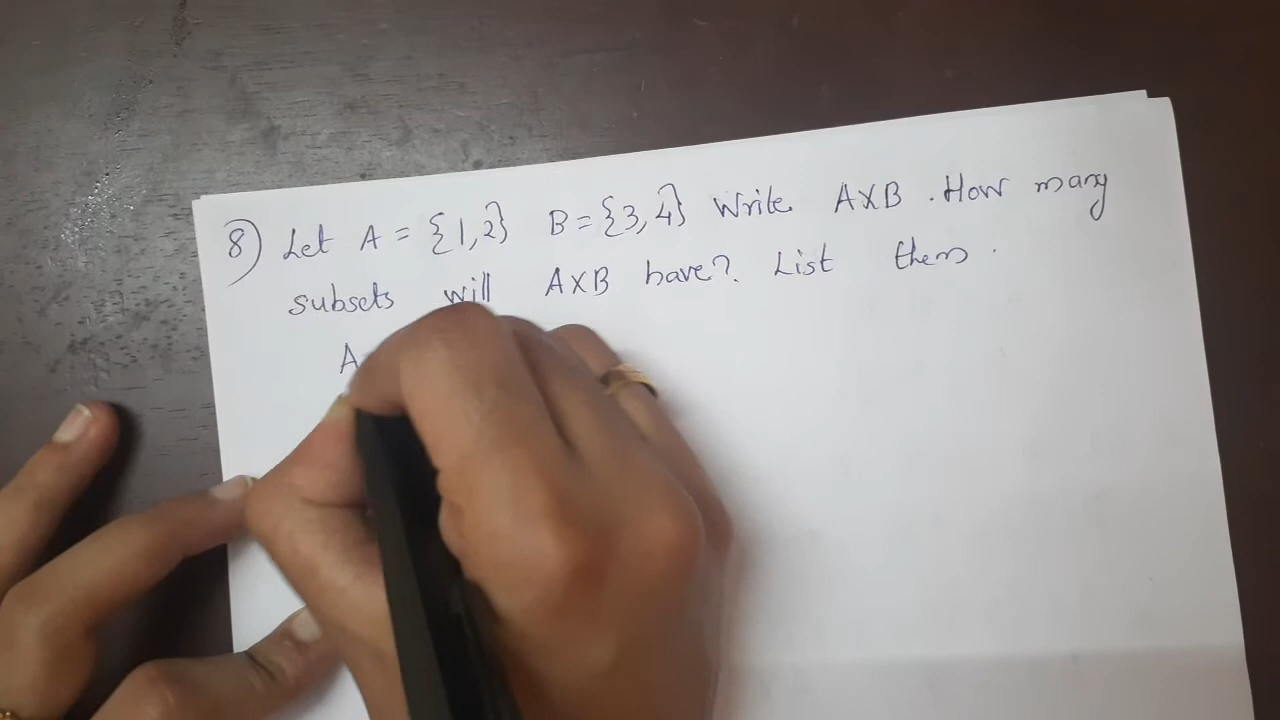 8) Let A = {1,2} B = {3,4} Write A×B. How many
subsets will A×B have? List them.
A